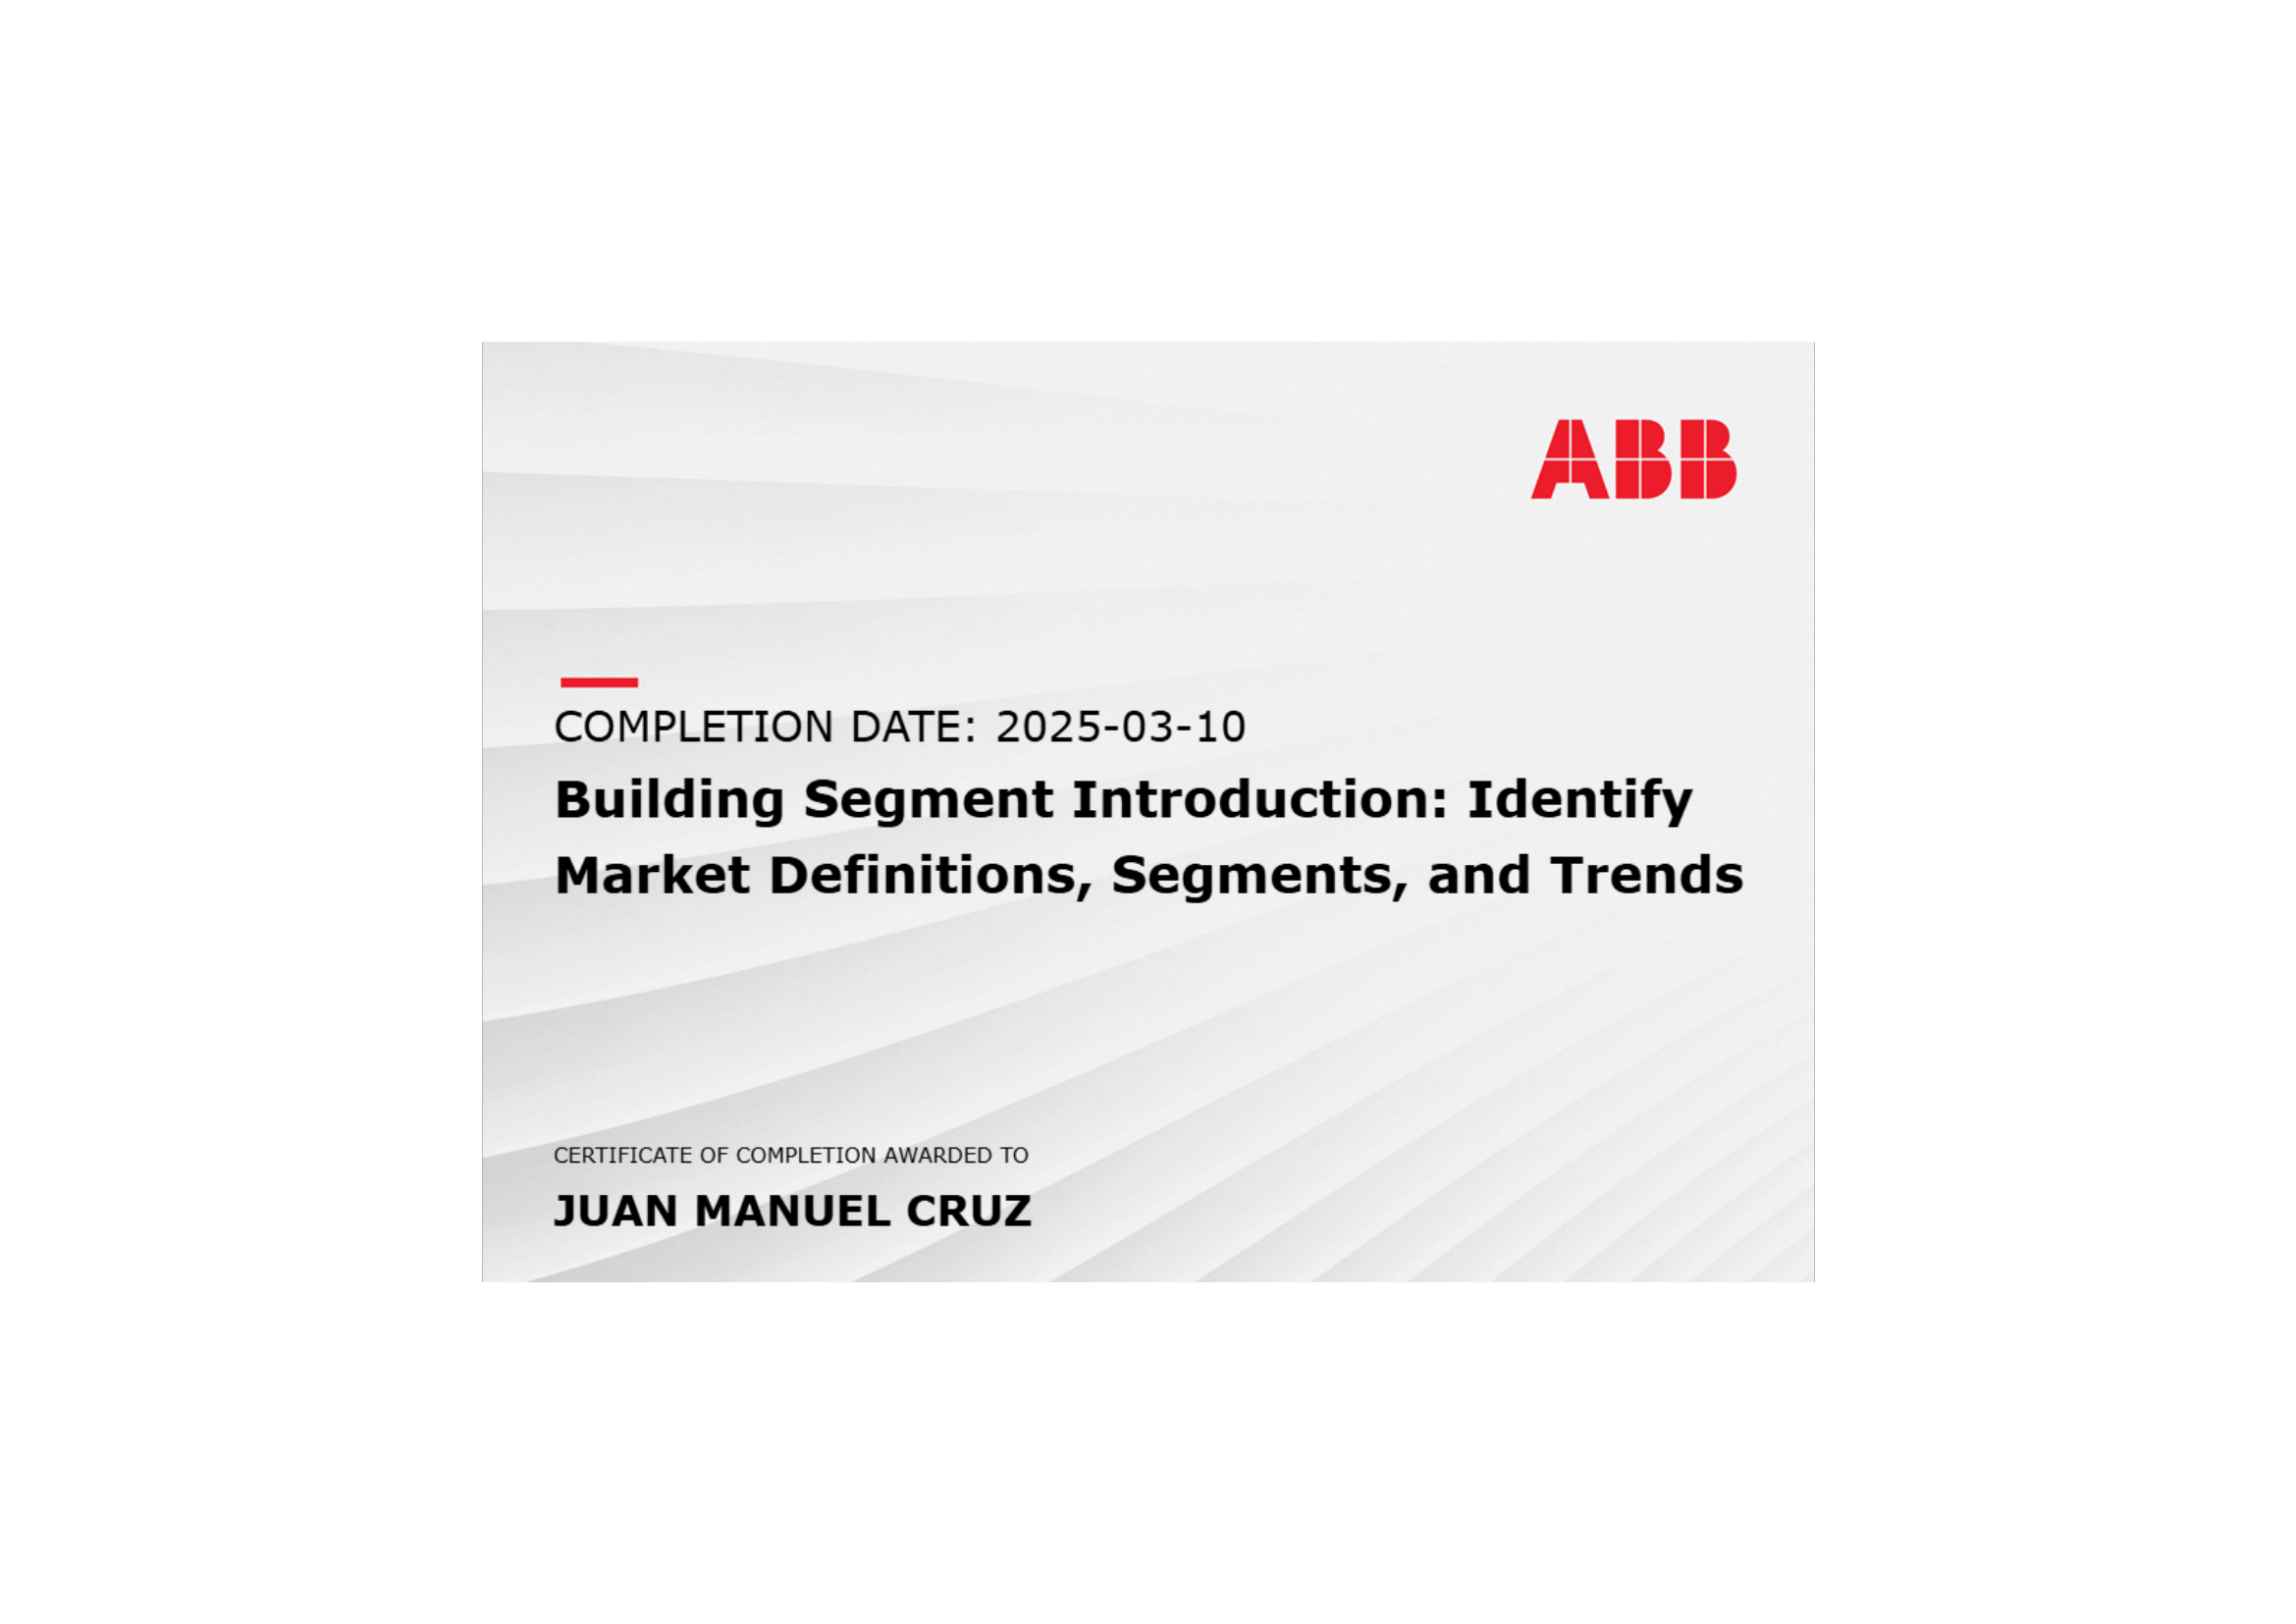 ABB
COMPLETION DATE: 2025-03-10
Building Segment Introduction: Identify
Market Definitions, Segments, and Trends
CERTIFICATE OF COMPLETION AWARDED TO
JUAN MANUEL CRUZ